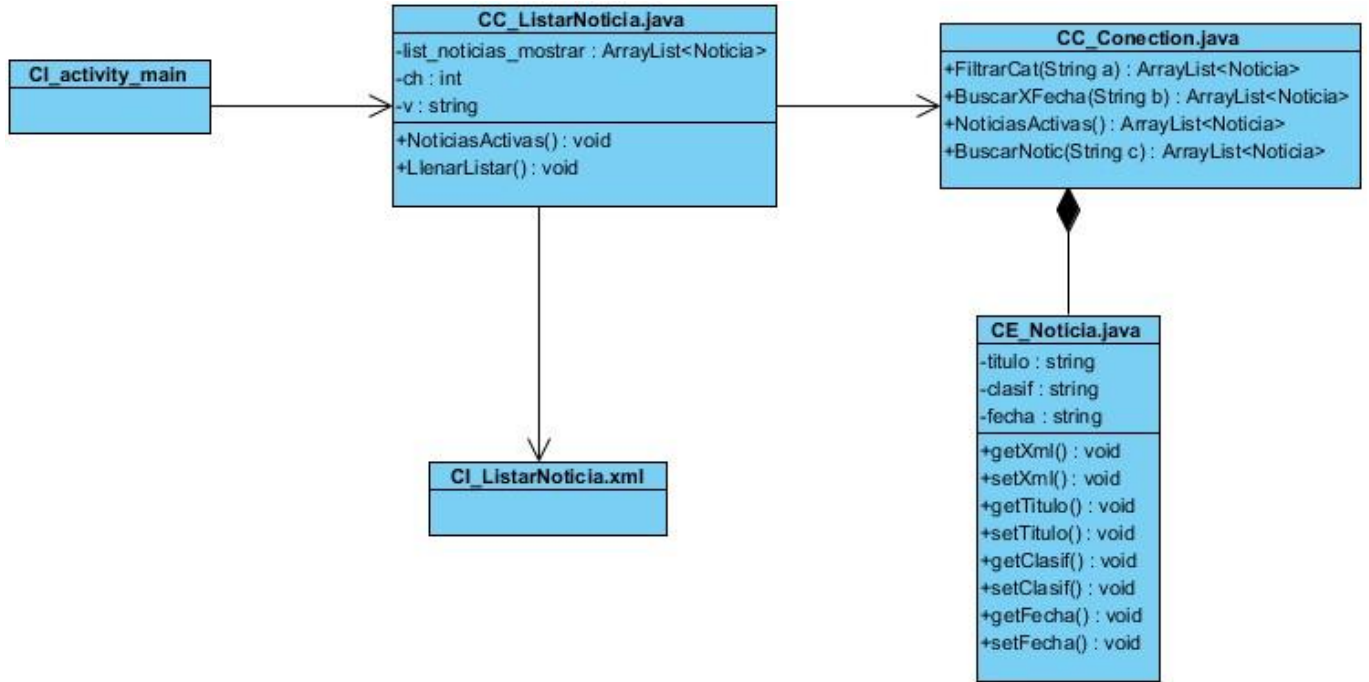 CI_activity_main
CC_ListarNoticia.java
-list_noticias_mostrar : ArrayList<Noticia>
-ch : int
-v : string
+NoticiasActivas() : void
+LlenarListar() : void
CC_Conection.java
+FiltrarCat(String a) : ArrayList<Noticia>
+BuscarXFecha(String b) : ArrayList<Noticia>
+NoticiasActivas() : ArrayList<Noticia>
+BuscarNotic(String c) : ArrayList<Noticia>
CI_ListarNoticia.xml
CE_Noticia.java
-titulo : string
-clasif : string
-fecha : string
+getXml() : void
+setXml() : void
+getTitulo() : void
+setTitulo() : void
+getClasif() : void
+setClasif() : void
+getFecha() : void
+setFecha() : void